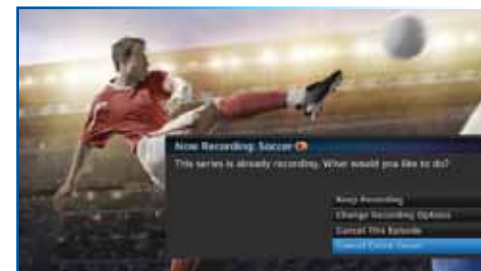 Now Recording: Soccer
This series is already recording. What would you like to do?
Keep Recording
Change Recording Options
Cancel This Episode
Cancel Entire Series